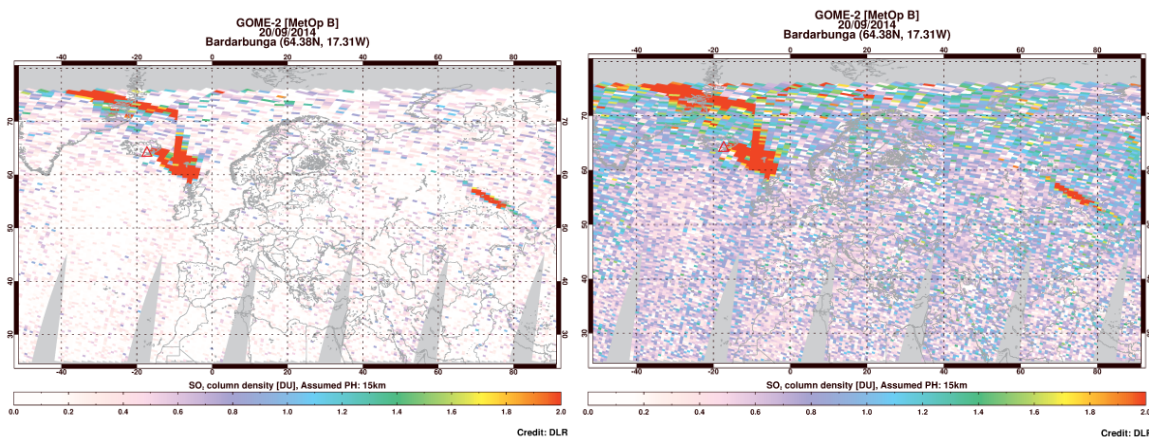 GOME-2 [MetOp B]
20/09/2014
Bardarbunga (64.38N, 17.31W)
-40 -20 0 20 40 60 80
70 70
60 60
50 50
40 40
30 30
-40 -20 0 20 40 60 80
SO₂ column density [DU], Assumed PH: 15km
0.0 0.2 0.4 0.6 0.8 1.0 1.2 1.4 1.6 1.8 2.0
Credit: DLR
GOME-2 [MetOp B]
20/09/2014
Bardarbunga (64.38N, 17.31W)
-40 -20 0 20 40 60 80
70 70
60 60
50 50
40 40
30 30
-40 -20 0 20 40 60 80
SO₂ column density [DU], Assumed PH: 15km
0.0 0.2 0.4 0.6 0.8 1.0 1.2 1.4 1.6 1.8 2.0
Credit: DLR